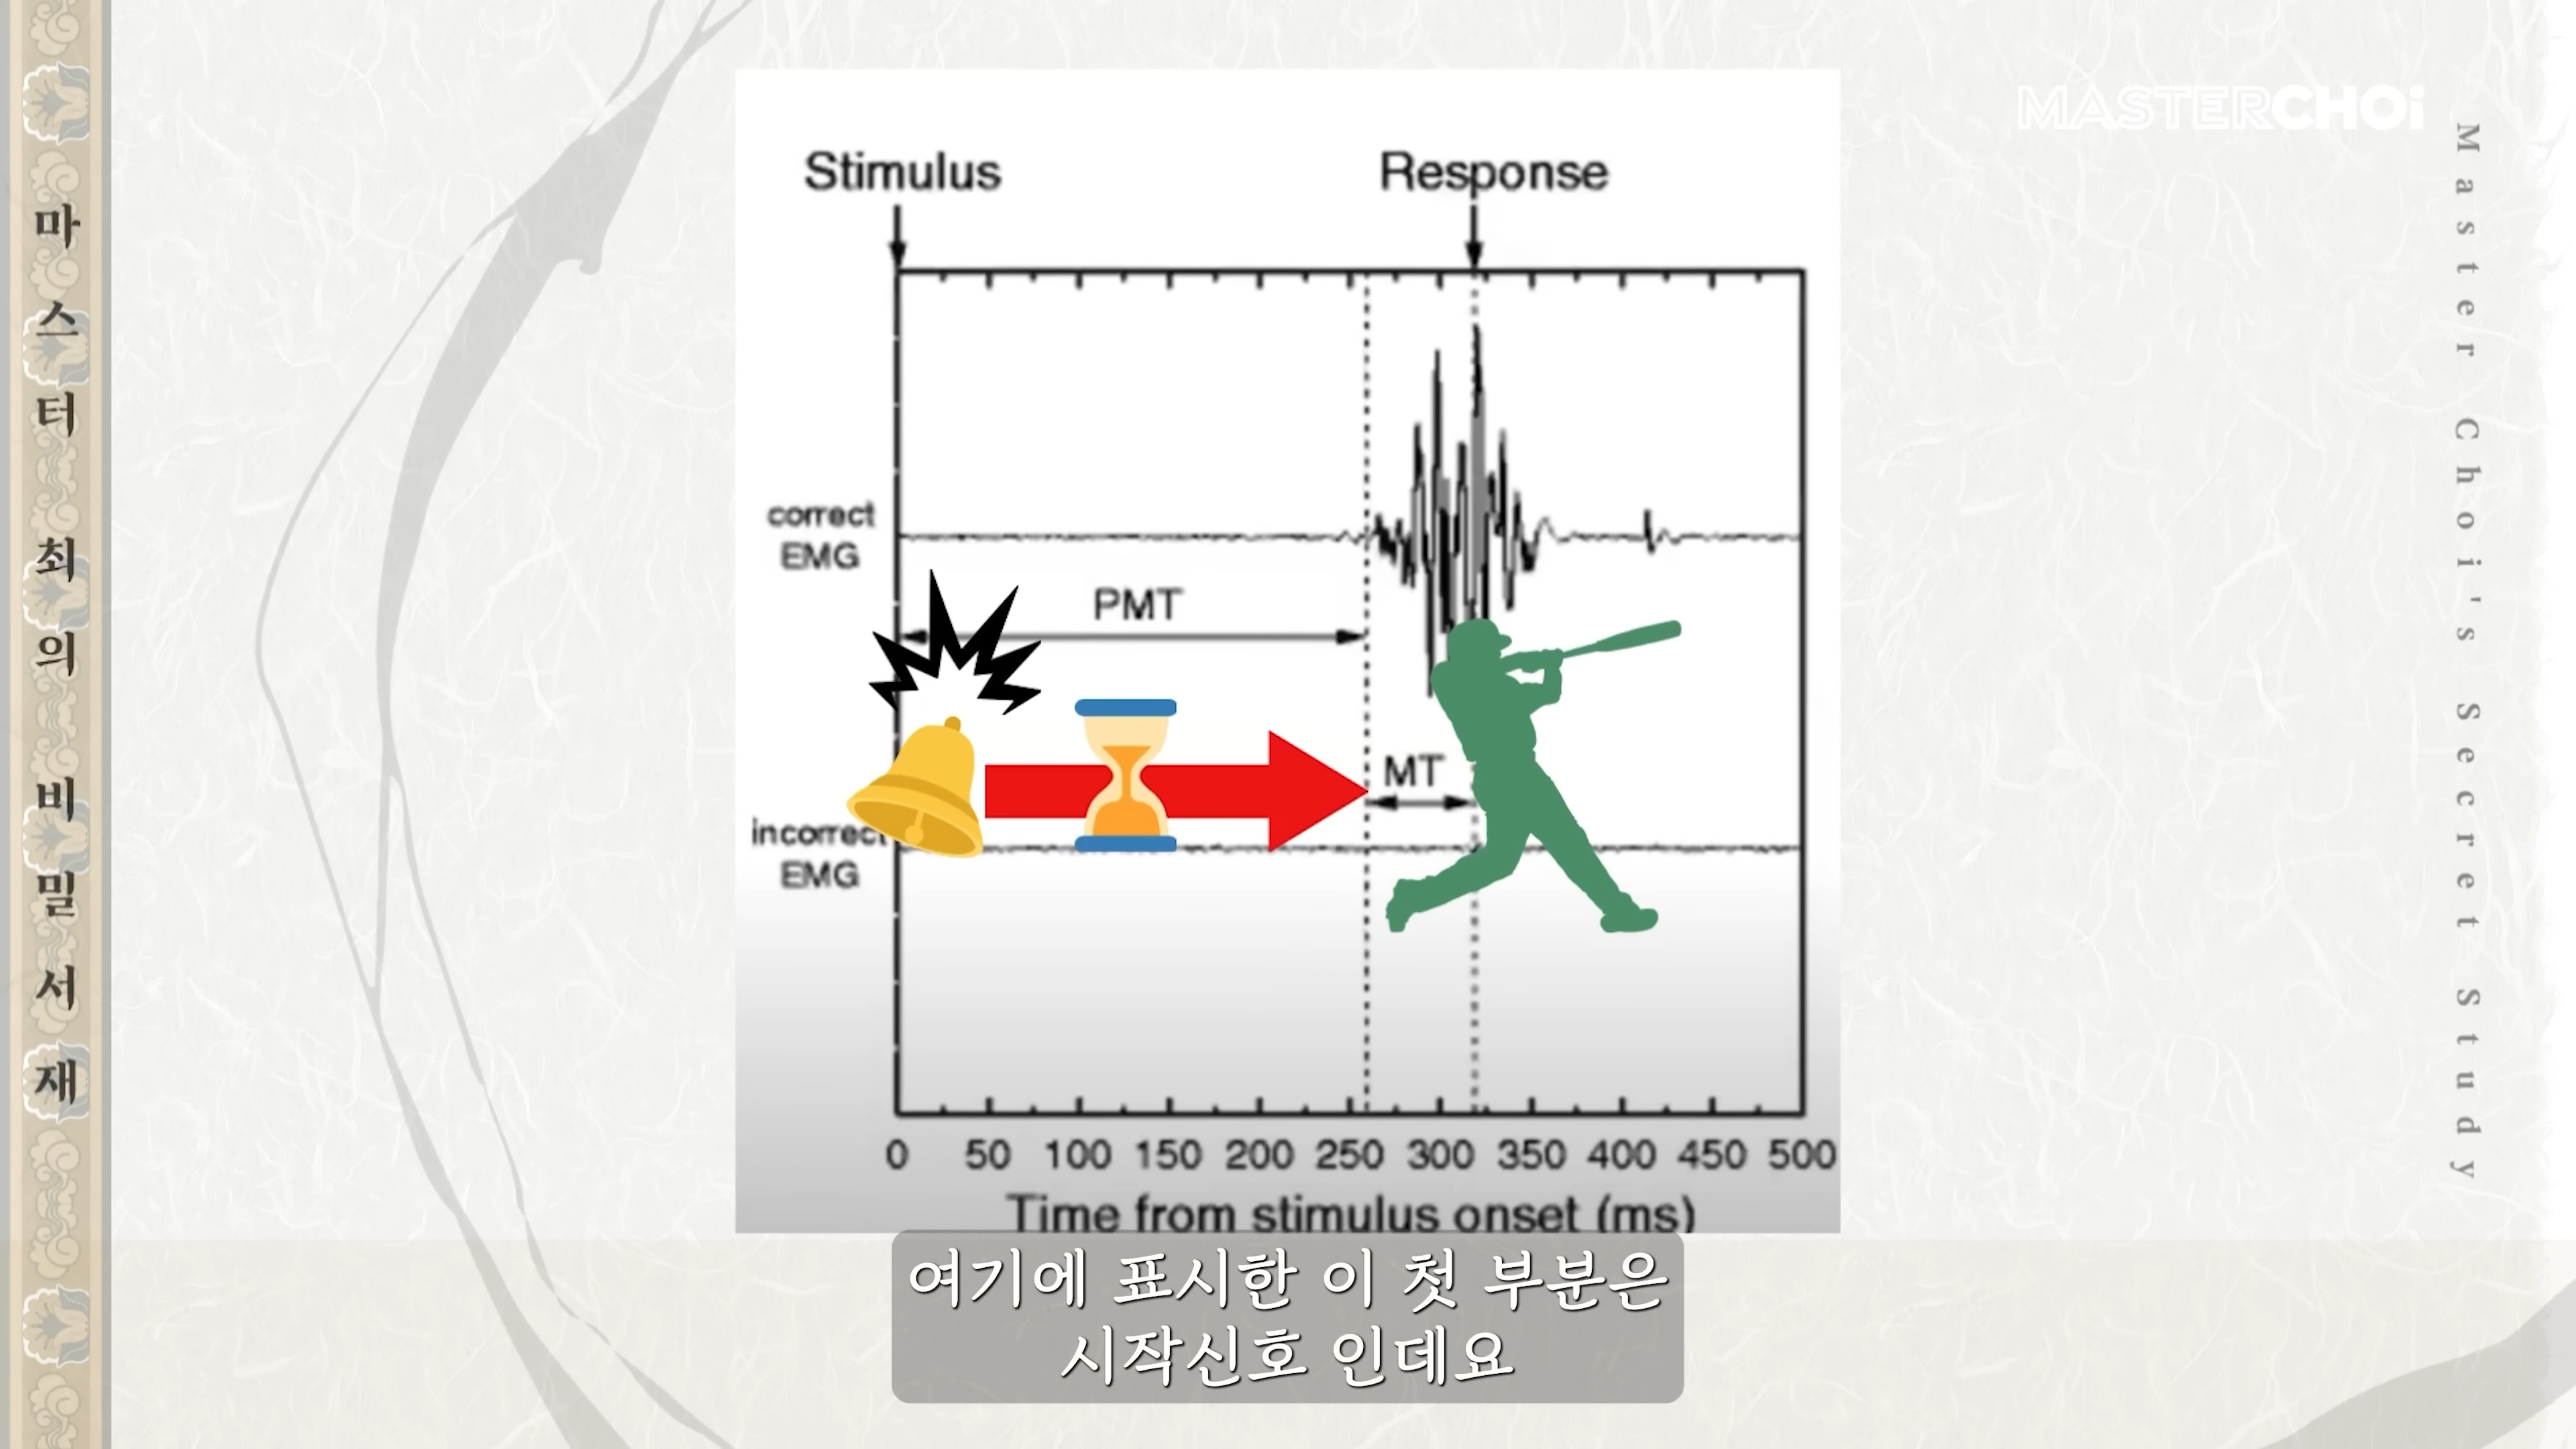 마스터 최의 비밀서재
MASTERCHOi
Master Choi's Secret Study
Stimulus
Response
correct
EMG
PMT
MT
incorrect
EMG
0 50 100 150 200 250 300 350 400 450 500
Time from stimulus onset (ms)
여기에 표시한 이 첫 부분은
시작신호 인데요